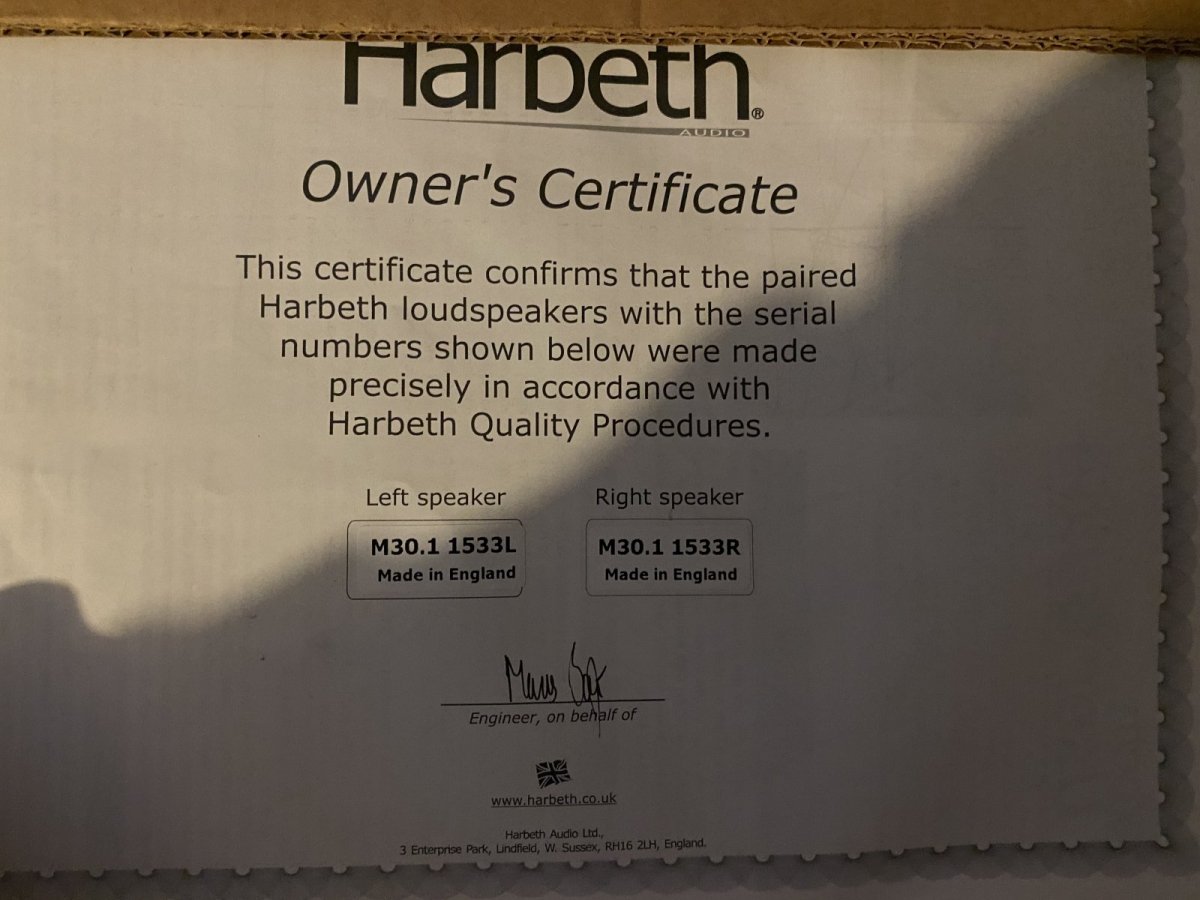 Harbeth®
AUDIO
Owner's Certificate
This certificate confirms that the paired
Harbeth loudspeakers with the serial
numbers shown below were made
precisely in accordance with
Harbeth Quality Procedures.
Left speaker Right speaker
M30.1 1533L M30.1 1533R
Made in England Made in England
Engineer, on behalf of
www.harbeth.co.uk
Harbeth Audio Ltd.,
3 Enterprise Park, Lindfield, W. Sussex, RH16 2LH, England.